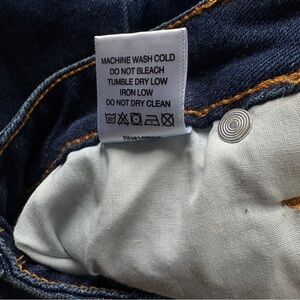 MACHINE WASH COLD
DO NOT BLEACH
TUMBLE DRY LOW
IRON LOW
DO NOT DRY CLEAN